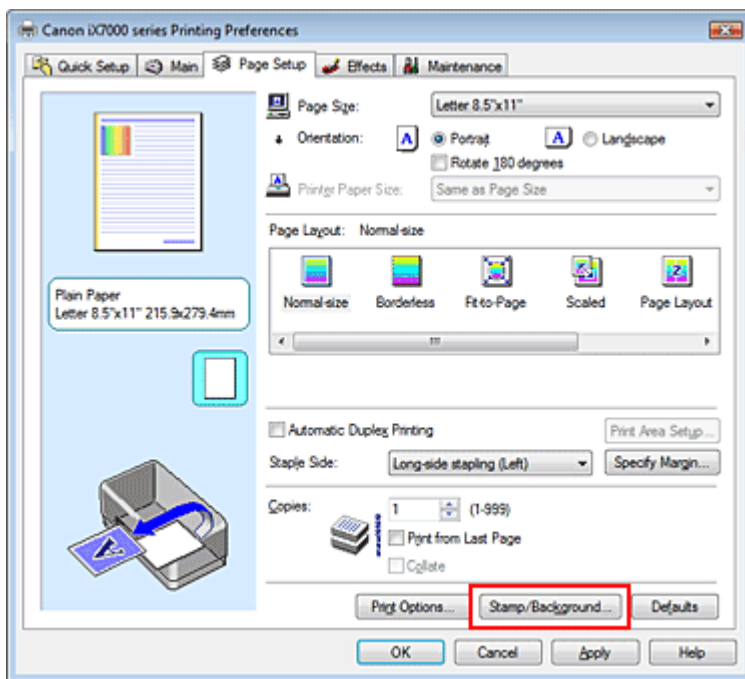 Canon iX7000 series Printing Preferences
Quick Setup Main Page Setup Effects Maintenance
Page Size: Letter 8.5"x11"
Orientation: A Portrait A Landscape
Rotate 180 degrees
Printer Paper Size: Same as Page Size
Page Layout: Normal-size
Normal-size Borderless Fit-to-Page Scaled Page Layout
Plain Paper
Letter 8.5"x11" 215.9x279.4mm
Automatic Duplex Printing Print Area Setup...
Staple Side: Long-side stapling (Left) Specify Margin...
Copies: 1 (1-999)
Print from Last Page
Collate
Print Options... Stamp/Background... Defaults
OK Cancel Apply Help